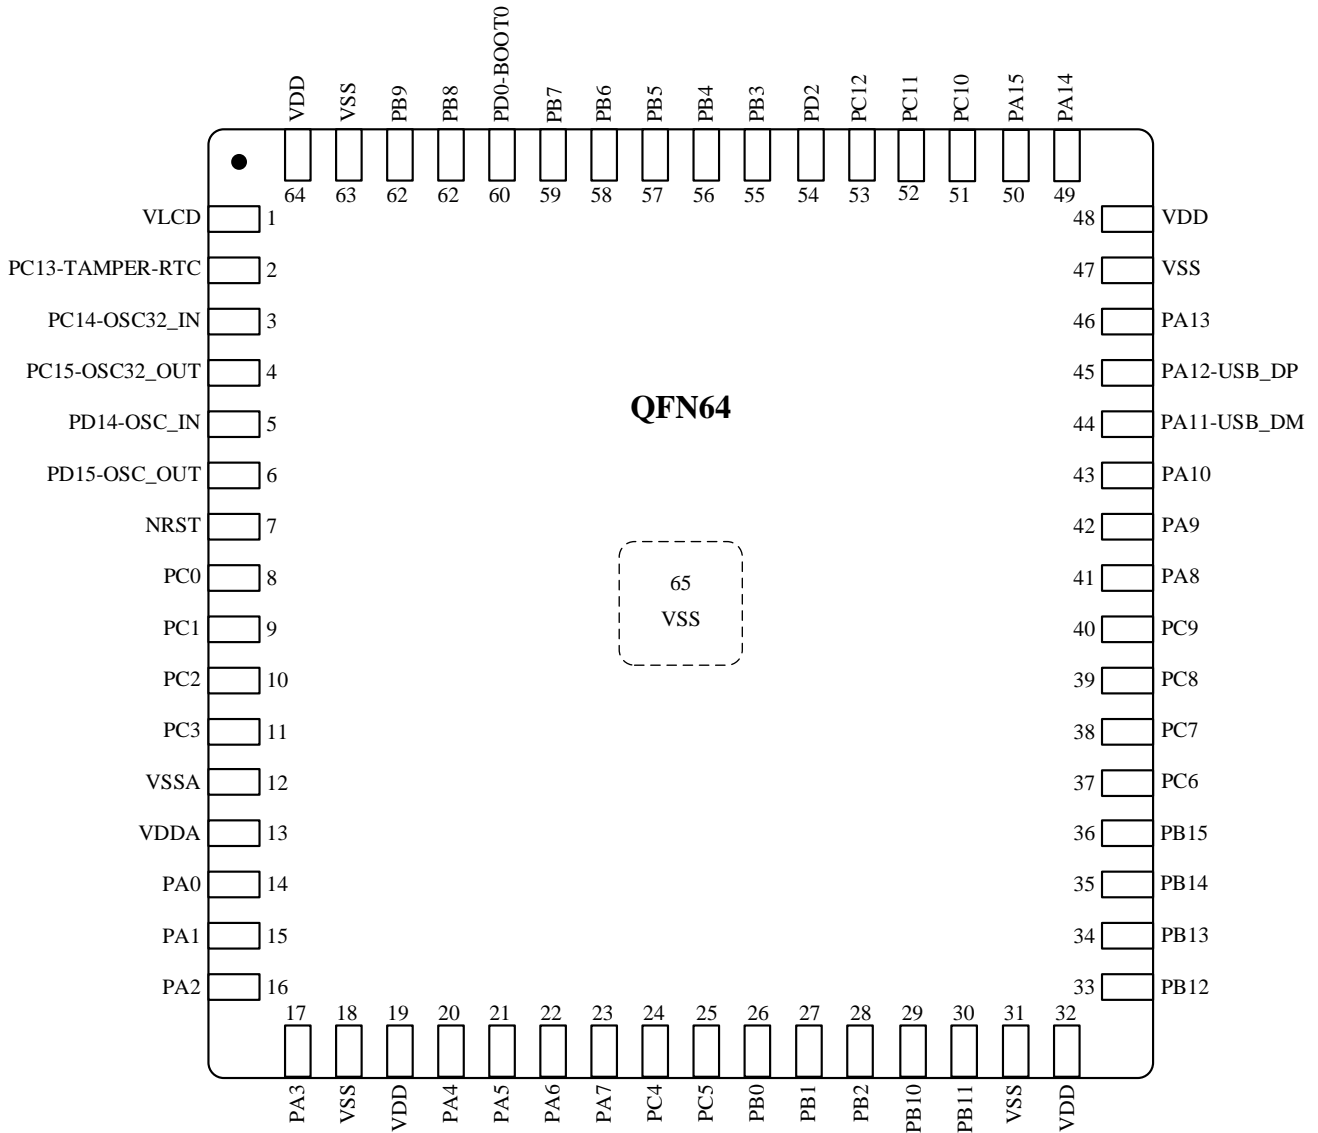 VDD VSS PB9 PB8 PD0-BOOT0 PB7 PB6 PB5 PB4 PB3 PD2 PC12 PC11 PC10 PA15 PA14
64 63 62 62 60 59 58 57 56 55 54 53 52 51 50 49
VLCD 1 48 VDD
PC13-TAMPER-RTC 2 47 VSS
PC14-OSC32_IN 3 46 PA13
PC15-OSC32_OUT 4 45 PA12-USB_DP
QFN64
PD14-OSC_IN 5 44 PA11-USB_DM
PD15-OSC_OUT 6 43 PA10
NRST 7 42 PA9
PC0 8 65 41 PA8
VSS
PC1 9 40 PC9
PC2 10 39 PC8
PC3 11 38 PC7
VSSA 12 37 PC6
VDDA 13 36 PB15
PA0 14 35 PB14
PA1 15 34 PB13
PA2 16 33 PB12
17 18 19 20 21 22 23 24 25 26 27 28 29 30 31 32
PA3 VSS VDD PA4 PA5 PA6 PA7 PC4 PC5 PB0 PB1 PB2 PB10 PB11 VSS VDD